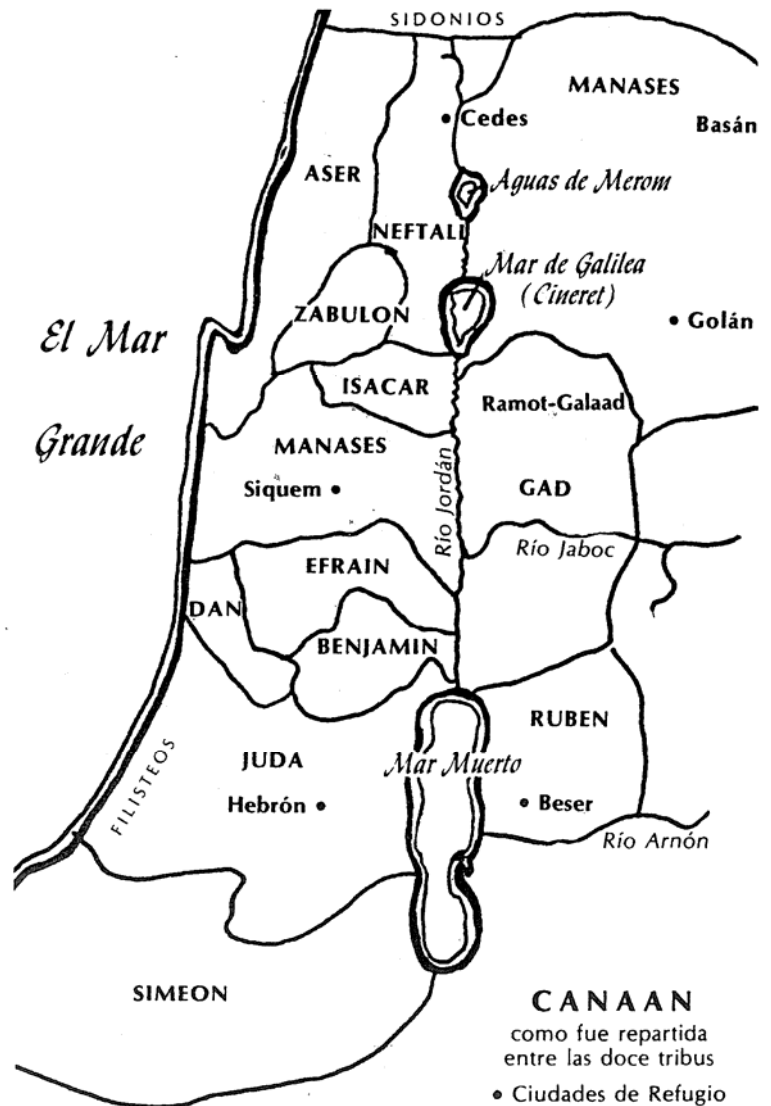 SIDONIOS
MANASES
Basán
Cedes
ASER
Aguas de Merom
NEFTALI
Mar de Galilea
(Cineret)
ZABULON
El Mar
Grande
Golán
ISACAR
Ramot-Galaad
MANASES
Siquem
GAD
Río Jordán
Río Jaboc
EFRAIN
DAN
BENJAMIN
RUBEN
JUDA
Mar Muerto
FILISTEOS
Hebrón
Beser
Río Arnón
SIMEON
CANAAN
como fue repartida
entre las doce tribus
• Ciudades de Refugio